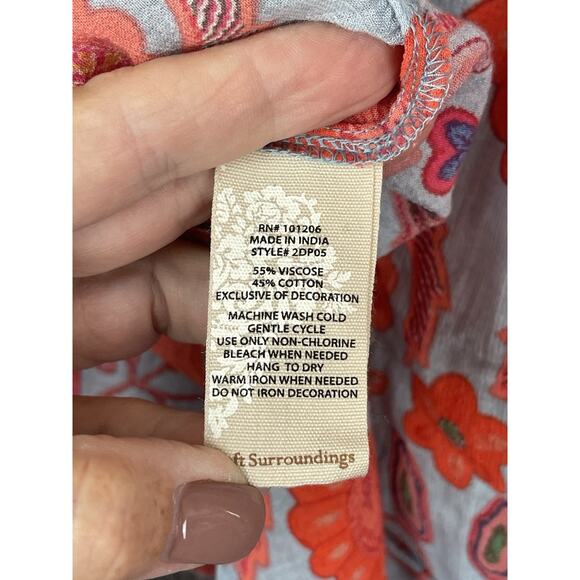 RN# 101206
MADE IN INDIA
STYLE# 2DP05
55% VISCOSE
45% COTTON
EXCLUSIVE OF DECORATION
MACHINE WASH COLD
GENTLE CYCLE
USE ONLY NON-CHLORINE
BLEACH WHEN NEEDED
HANG TO DRY
WARM IRON WHEN NEEDED
DO NOT IRON DECORATION
ft Surroundings